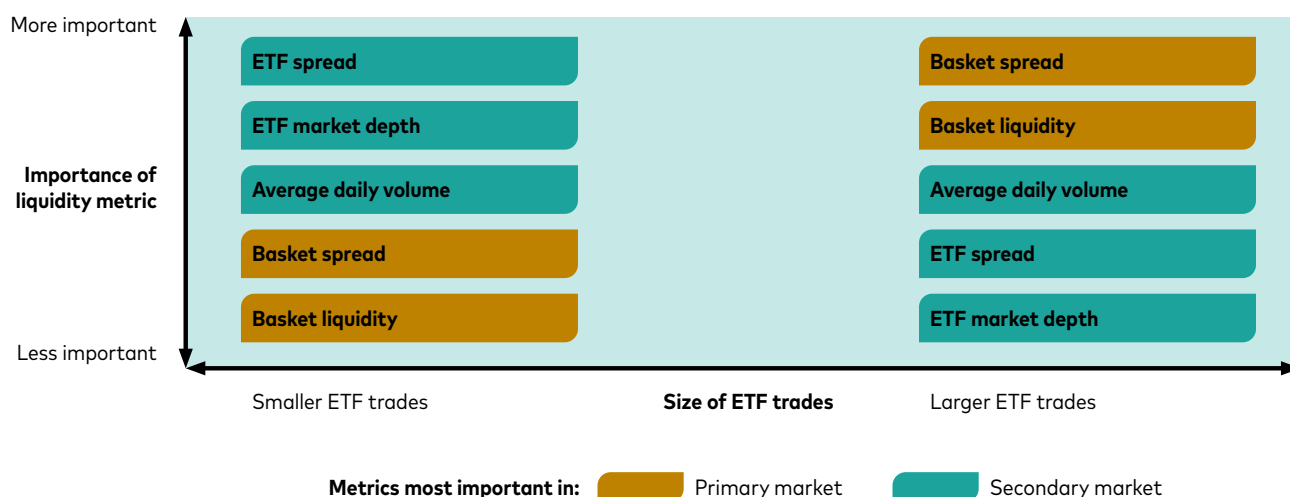 More important
ETF spread
Basket spread
ETF market depth
Basket liquidity
Importance of
liquidity metric
Average daily volume
Average daily volume
Basket spread
ETF spread
Basket liquidity
ETF market depth
Less important
Smaller ETF trades
Size of ETF trades
Larger ETF trades
Metrics most important in:
Primary market
Secondary market